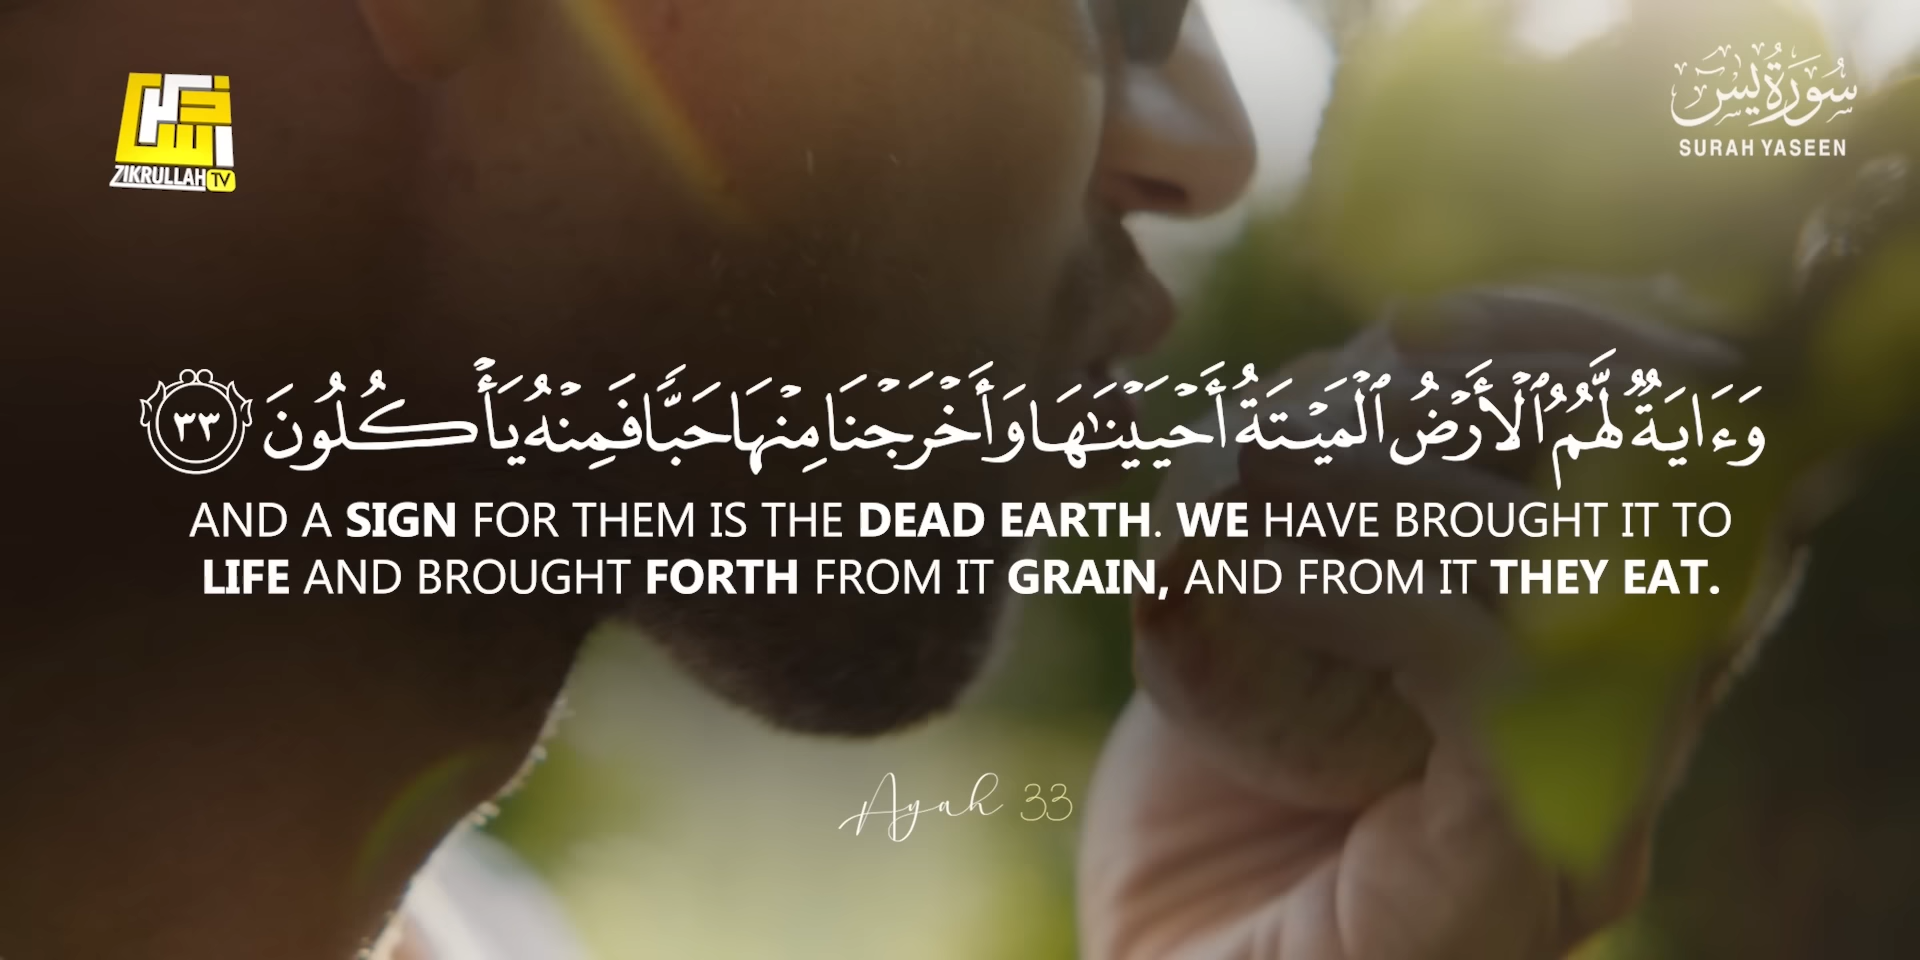 ذكر الله
ZIKRULLAH TV
سُورَةُ يسٓ
SURAH YASEEN
وَءَايَةٌ لَّهُمُ ٱلْأَرْضُ ٱلْمَيْتَةُ أَحْيَيْنَـٰهَا وَأَخْرَجْنَا مِنْهَا حَبًّا فَمِنْهُ يَأْكُلُونَ ٣٣
AND A SIGN FOR THEM IS THE DEAD EARTH. WE HAVE BROUGHT IT TO
LIFE AND BROUGHT FORTH FROM IT GRAIN, AND FROM IT THEY EAT.
Ayah 33